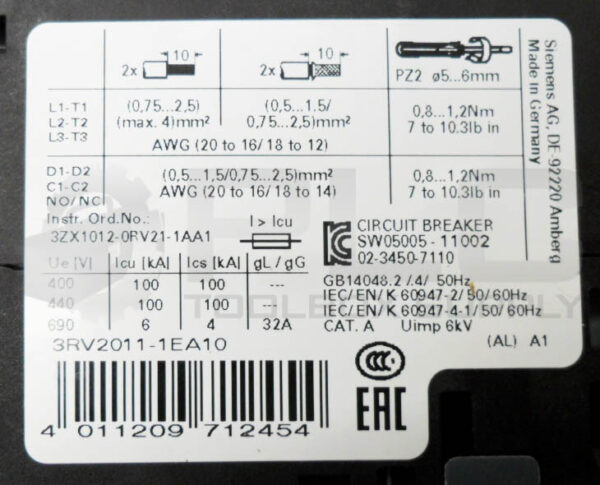 10
10
2x
2x
PZ2 ø5...6mm
L1-T1
L2-T2
L3-T3
(0,75...2,5)
(max. 4)mm²
(0,5...1.5/
0,75...2,5)mm²
AWG (20 to 16/ 18 to 12)
0,8...1,2Nm
7 to 10.3lb in
D1-D2
C1-C2
NO/NC
(0,5...1,5/0,75...2,5)mm²
AWG (20 to 16/18 to 14)
0,8...1,2Nm
7 to 10.3lb in
Siemens AG, DE-92220 Amberg
Made in Germany
Instr. Ord.No.:
3ZX1012-0RV21-1AA1
I > Icu
CIRCUIT BREAKER
SW05005 - 11002
02-3450-7110
Ue [V] Icu [kA] Ics [kA] gL / gG
400 100 100 ---
440 100 100 ---
690 6 4 32A
GB14048.2 /.4/ 50Hz
IEC/EN/ K 60947-2/ 50/ 60Hz
IEC/EN/ K 60947-4-1/ 50/ 60Hz
CAT. A Uimp 6kV
(AL) A1
3RV2011-1EA10
CCC
EAC
4 011209 712454